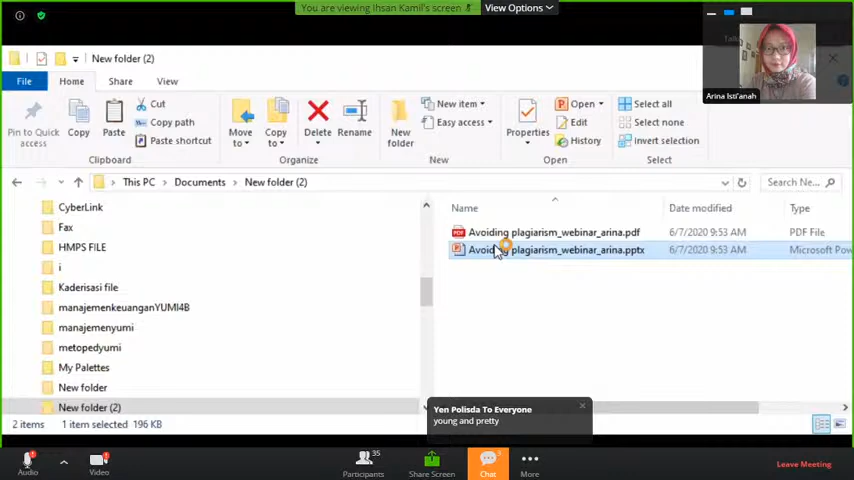 You are viewing Ihsan Kamil's screen
View Options
New folder (2)
File
Home
Share
View
Arina Isti'anah
Pin to Quick
access
Copy
Paste
Cut
Copy path
Paste shortcut
Clipboard
Move
to
Copy
to
Delete
Rename
Organize
New
folder
New item
Easy access
New
Properties
Open
Edit
History
Open
Select all
Select none
Invert selection
Select
This PC
Documents
New folder (2)
Search Ne...
CyberLink
Fax
HMPS FILE
i
Kaderisasi file
manajemenkeuanganYUMI4B
manajemenyumi
metopedyumi
My Palettes
New folder
New folder (2)
Name
Date modified
Type
Avoiding plagiarism_webinar_arina.pdf
6/7/2020 9:53 AM
PDF File
Avoiding plagiarism_webinar_arina.pptx
6/7/2020 9:53 AM
Microsoft Pow
Yen Polisda To Everyone
young and pretty
2 items
1 item selected 196 KB
Audio
Video
35
Participants
Share Screen
Chat
More
Leave Meeting